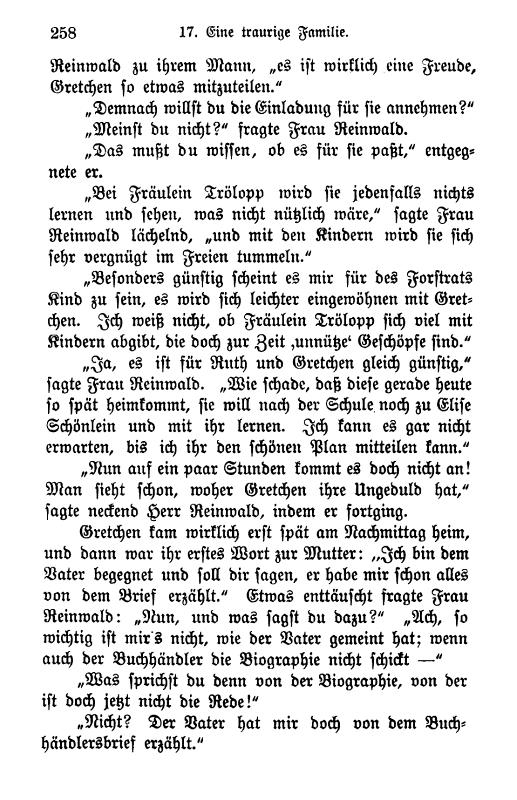 258 17. Eine traurige Familie.
Reinwald zu ihrem Mann, „es ist wirklich eine Freude,
Gretchen so etwas mitzuteilen.“
„Demnach willst du die Einladung für sie annehmen?“
„Meinst du nicht?“ fragte Frau Reinwald.
„Das mußt du wissen, ob es für sie paßt,“ entgeg-
nete er.
„Bei Fräulein Trölopp wird sie jedenfalls nichts
lernen und sehen, was nicht nützlich wäre,“ sagte Frau
Reinwald lächelnd, „und mit den Kindern wird sie sich
sehr vergnügt im Freien tummeln.“
„Besonders günstig scheint es mir für des Forstrats
Kind zu sein, es wird sich leichter eingewöhnen mit Gret-
chen. Ich weiß nicht, ob Fräulein Trölopp sich viel mit
Kindern abgibt, die doch zur Zeit ‚unnütze‘ Geschöpfe sind.“
„Ja, es ist für Ruth und Gretchen gleich günstig,“
sagte Frau Reinwald. „Wie schade, daß diese gerade heute
so spät heimkommt, sie will nach der Schule noch zu Elise
Schönlein und mit ihr lernen. Ich kann es gar nicht
erwarten, bis ich ihr den schönen Plan mitteilen kann.“
„Nun auf ein paar Stunden kommt es doch nicht an!
Man sieht schon, woher Gretchen ihre Ungeduld hat,“
sagte neckend Herr Reinwald, indem er fortging.
Gretchen kam wirklich erst spät am Nachmittag heim,
und dann war ihr erstes Wort zur Mutter: „Ich bin dem
Vater begegnet und soll dir sagen, er habe mir schon alles
von dem Brief erzählt.“ Etwas enttäuscht fragte Frau
Reinwald: „Nun, und was sagst du dazu?“ „Ach, so
wichtig ist mir's nicht, wie der Vater gemeint hat; wenn
auch der Buchhändler die Biographie nicht schickt —“
„Was sprichst du denn von der Biographie, von der
ist doch jetzt nicht die Rede!“
„Nicht? Der Vater hat mir doch von dem Buch-
händlersbrief erzählt.“